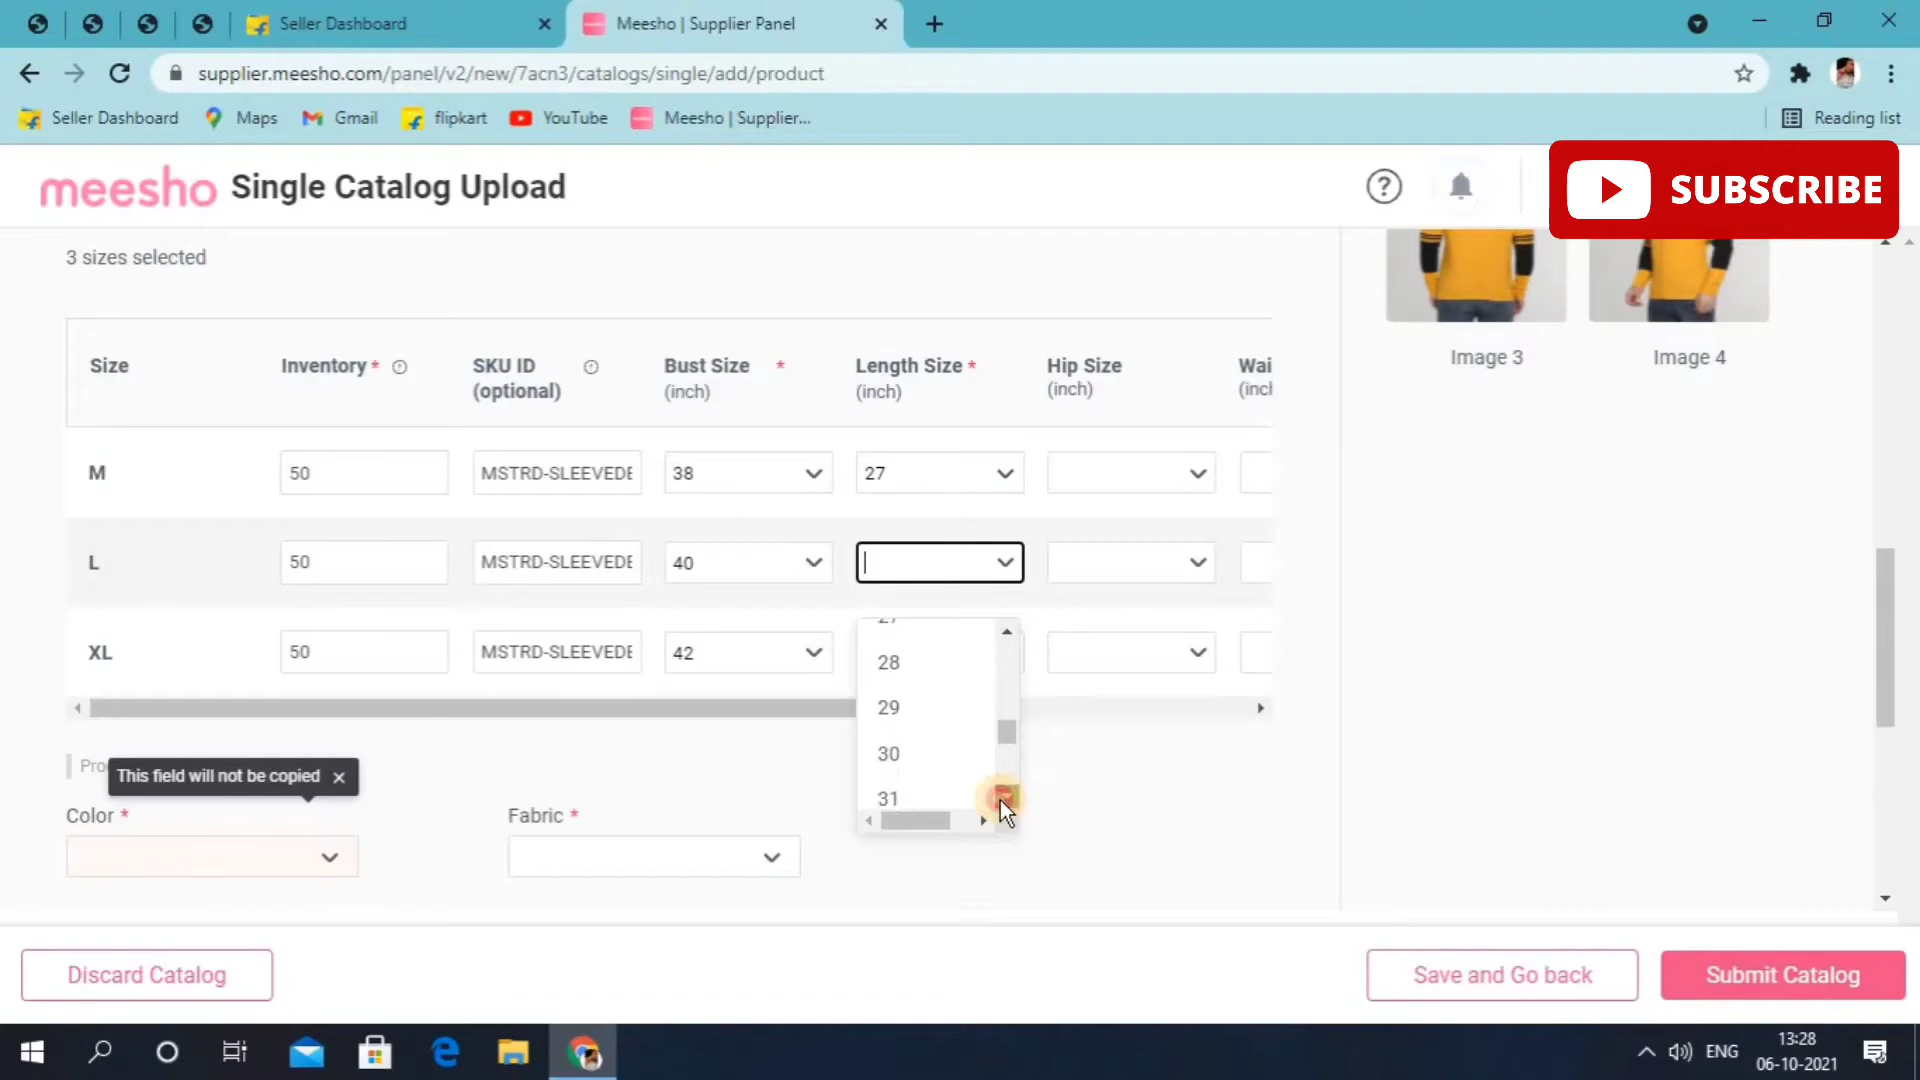 Seller Dashboard
Meesho | Supplier Panel
supplier.meesho.com/panel/v2/new/7acn3/catalogs/single/add/product
Seller Dashboard Maps Gmail flipkart YouTube Meesho | Supplier... Reading list
meesho Single Catalog Upload ? SUBSCRIBE
3 sizes selected
Image 3 Image 4
Size Inventory * SKU ID (optional) Bust Size * (inch) Length Size * (inch) Hip Size (inch) Wai (incl
M 50 MSTRD-SLEEVEDE 38 27
L 50 MSTRD-SLEEVEDE 40
XL 50 MSTRD-SLEEVEDE 42
27
28
29
30
31
Pro
This field will not be copied
Color * Fabric *
Discard Catalog Save and Go back Submit Catalog
ENG 13:28
06-10-2021